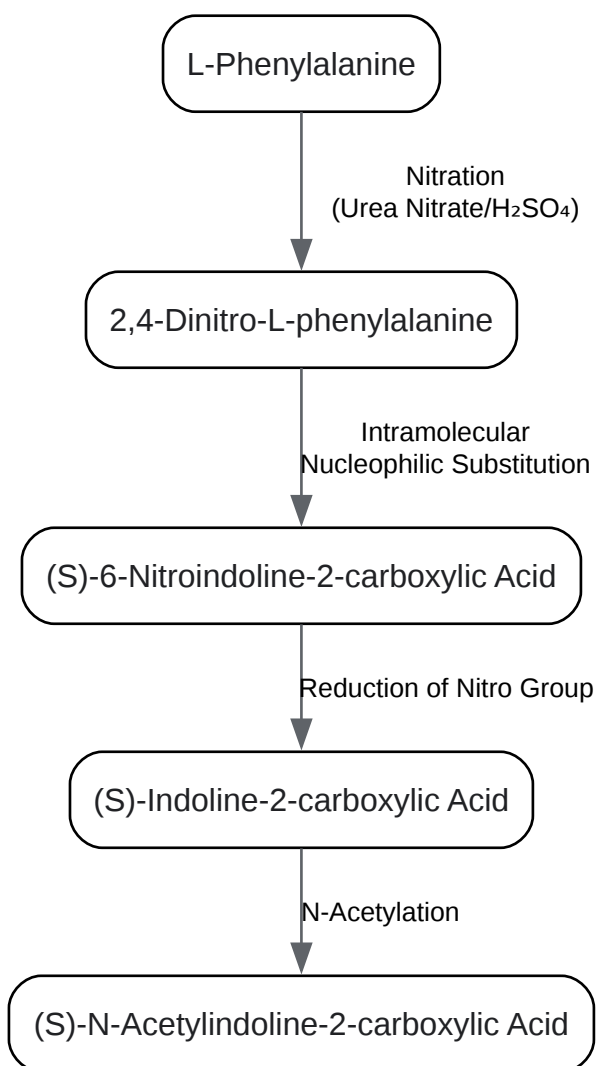 L-Phenylalanine
Nitration
(Urea Nitrate/H₂SO₄)
2,4-Dinitro-L-phenylalanine
Intramolecular
Nucleophilic Substitution
(S)-6-Nitroindoline-2-carboxylic Acid
Reduction of Nitro Group
(S)-Indoline-2-carboxylic Acid
N-Acetylation
(S)-N-Acetylindoline-2-carboxylic Acid